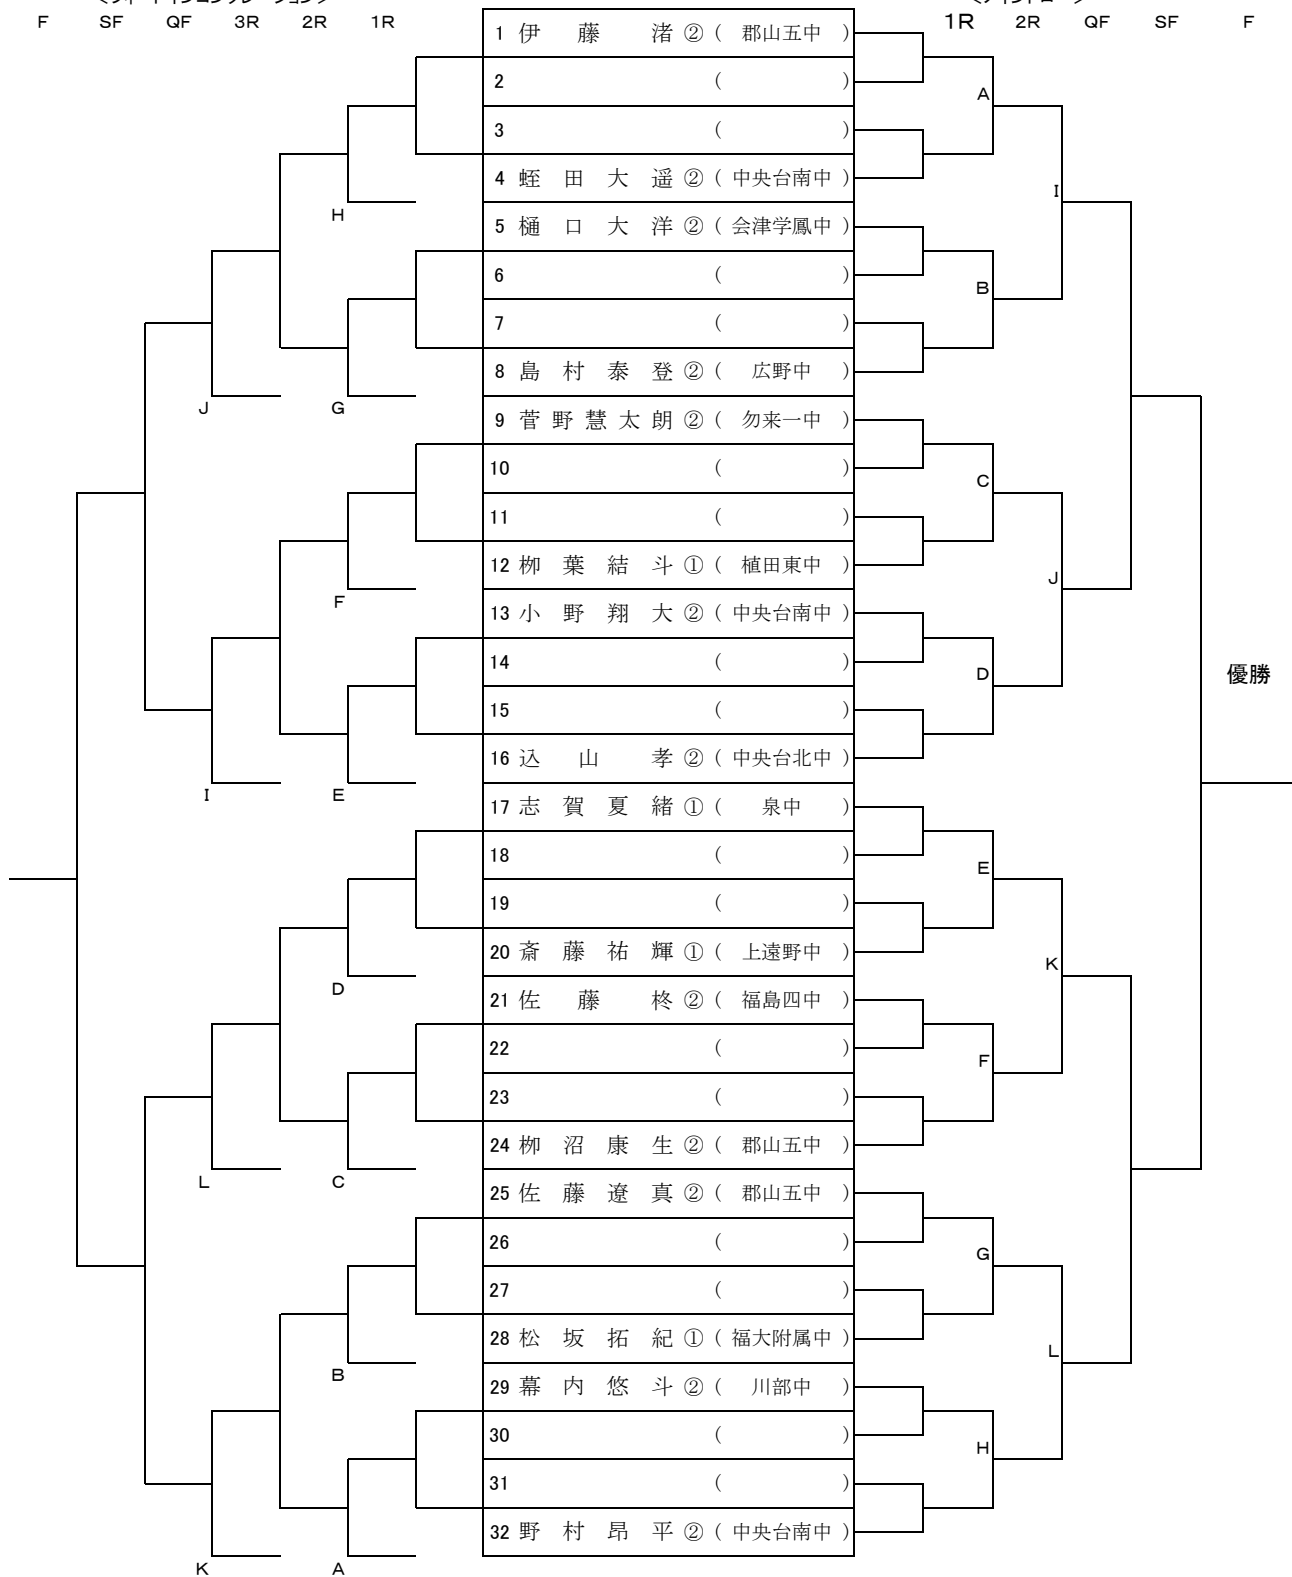 F SF QF 3R 2R 1R 1R 2R QF SF F
1 伊藤渚② ( 郡山五中 )
2 ( )
A
3 ( )
4 蛭田大遥② ( 中央台南中 )
H I
5 樋口大洋② ( 会津学鳳中 )
6 ( )
B
7 ( )
8 島村泰登② ( 広野中 )
J G
9 菅野慧太朗② ( 勿来一中 )
10 ( )
C
11 ( )
12 栁葉結斗① ( 植田東中 )
F J
13 小野翔大② ( 中央台南中 )
14 ( )
D 優勝
15 ( )
16 込山孝② ( 中央台北中 )
I E
17 志賀夏緒① ( 泉中 )
18 ( )
E
19 ( )
20 斎藤祐輝① ( 上遠野中 )
D K
21 佐藤柊② ( 福島四中 )
22 ( )
F
23 ( )
24 栁沼康生② ( 郡山五中 )
L C
25 佐藤遼真② ( 郡山五中 )
26 ( )
G
27 ( )
28 松坂拓紀① ( 福大附属中 )
B L
29 幕内悠斗② ( 川部中 )
30 ( )
H
31 ( )
32 野村昂平② ( 中央台南中 )
K A